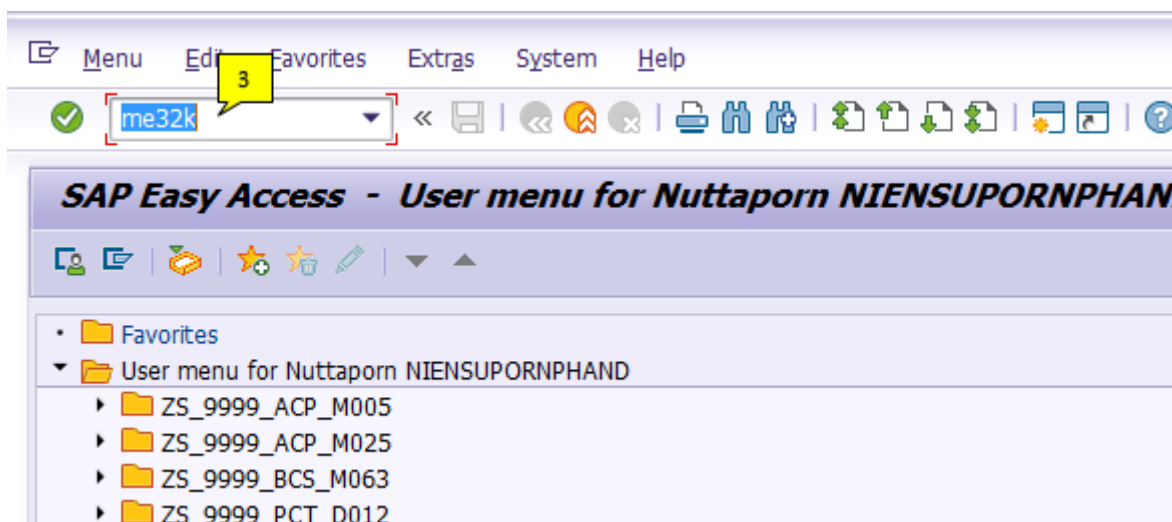 Menu Edit Favorites Extras System Help
3
me32k
SAP Easy Access - User menu for Nuttaporn NIENSUPORNPHAN
Favorites
User menu for Nuttaporn NIENSUPORNPHAND
ZS_9999_ACP_M005
ZS_9999_ACP_M025
ZS_9999_BCS_M063
ZS_9999_PCT_D012